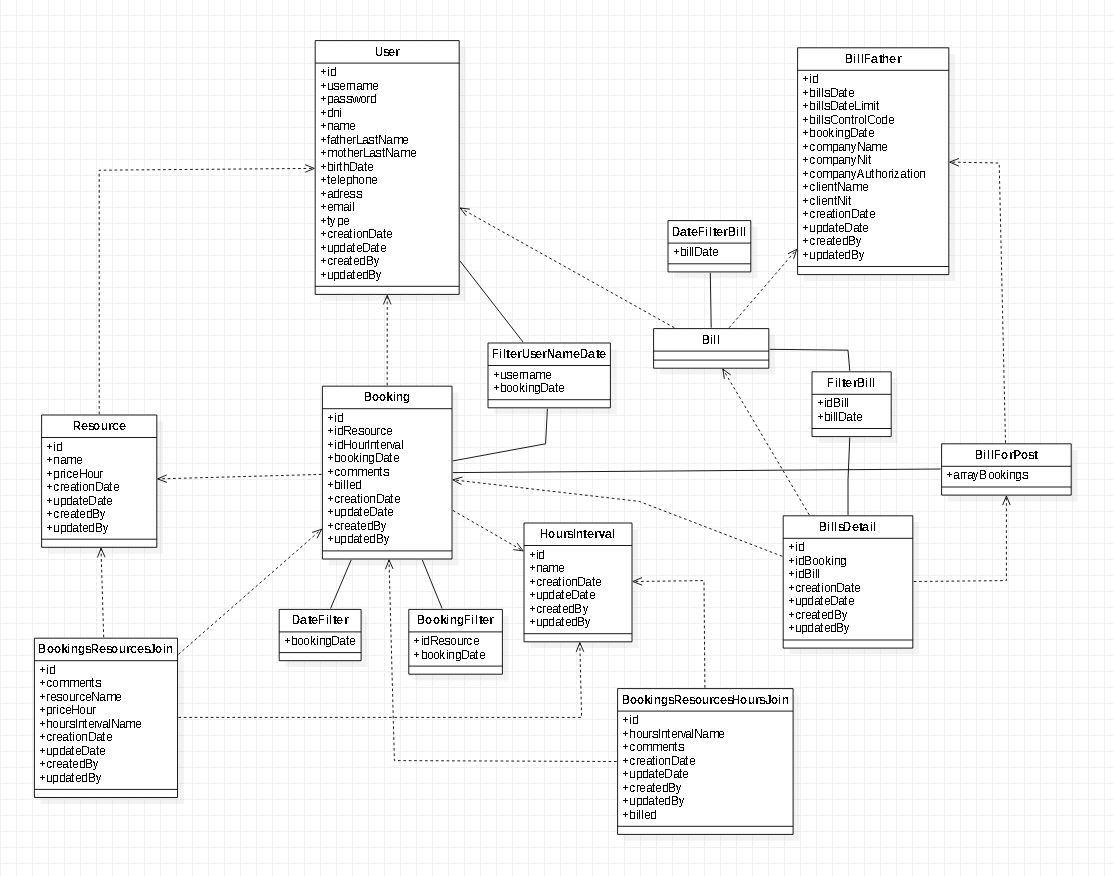 User
+id
+username
+password
+dni
+name
+fatherLastName
+motherLastName
+birthDate
+telephone
+adress
+email
+type
+creationDate
+updateDate
+createdBy
+updatedBy
BillFather
+id
+billsDate
+billsDateLimit
+billsControlCode
+bookingDate
+companyName
+companyNit
+companyAuthorization
+clientName
+clientNit
+creationDate
+updateDate
+createdBy
+updatedBy
DateFilterBill
+billDate
Bill
FilterUserNameDate
+username
+bookingDate
FilterBill
+idBill
+billDate
Booking
+id
+idResource
+idHourInterval
+bookingDate
+comments
+billed
+creationDate
+updateDate
+createdBy
+updatedBy
Resource
+id
+name
+priceHour
+creationDate
+updateDate
+createdBy
+updatedBy
BillForPost
+arrayBookings
BillsDetail
+id
+idBooking
+idBill
+creationDate
+updateDate
+createdBy
+updatedBy
HoursInterval
+id
+name
+creationDate
+updateDate
+createdBy
+updatedBy
DateFilter
+bookingDate
BookingFilter
+idResource
+bookingDate
BookingsResourcesJoin
+id
+comments
+resourceName
+priceHour
+hoursIntervalName
+creationDate
+updateDate
+createdBy
+updatedBy
BookingsResourcesHoursJoin
+id
+hoursIntervalName
+comments
+creationDate
+updateDate
+createdBy
+updatedBy
+billed